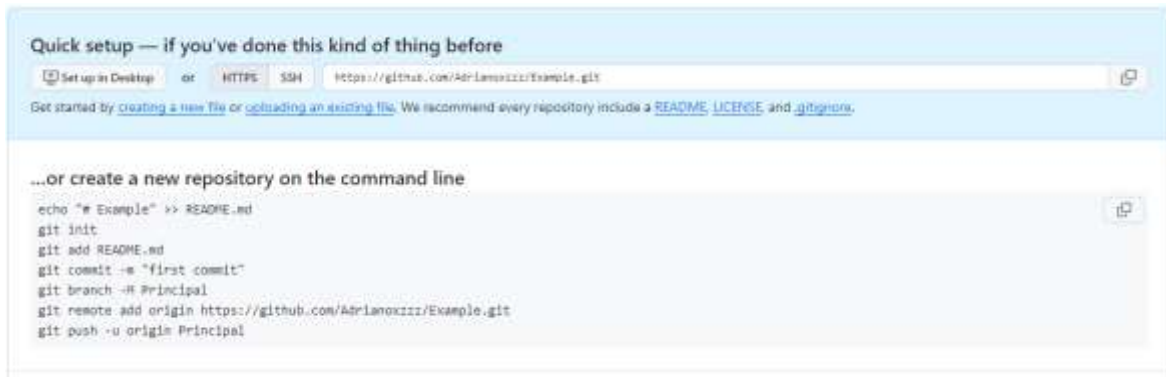 Quick setup — if you've done this kind of thing before
Set up in Desktop or HTTPS SSH https://github.com/Adrianoxzzz/Example.git
Get started by creating a new file or uploading an existing file. We recommend every repository include a README, LICENSE, and .gitignore.
...or create a new repository on the command line
echo "# Example" >> README.md
git init
git add README.md
git commit -m "first commit"
git branch -M Principal
git remote add origin https://github.com/Adrianoxzzz/Example.git
git push -u origin Principal